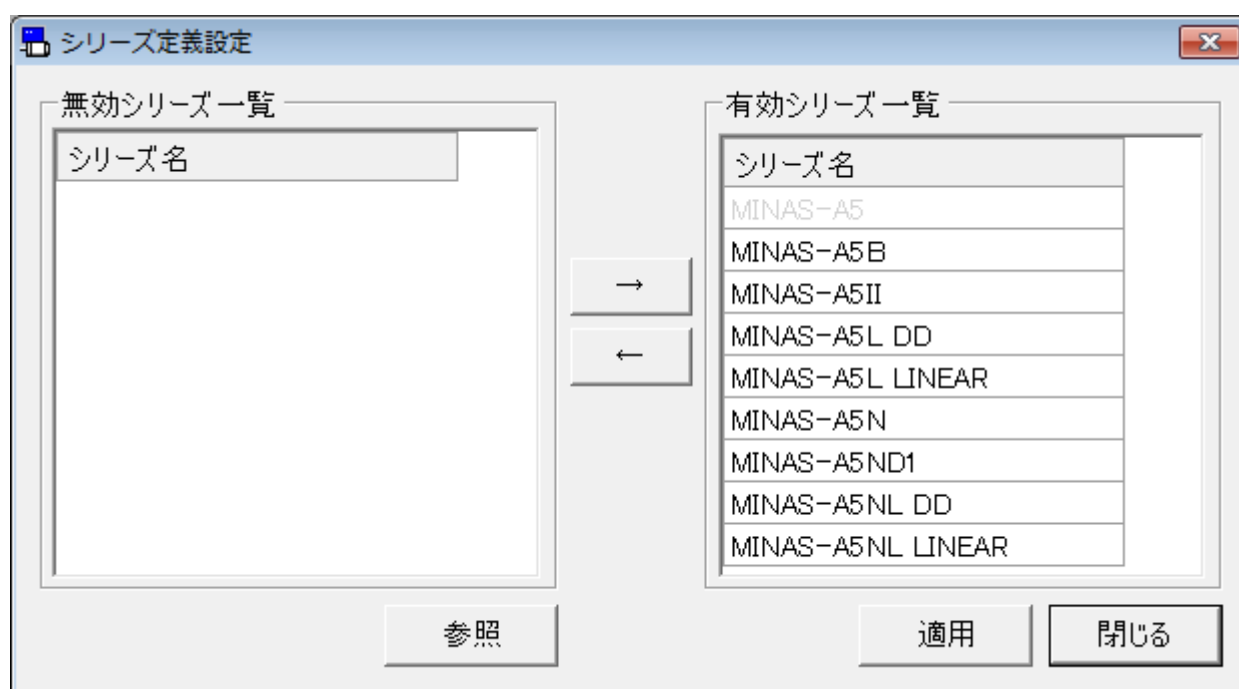 シリーズ定義設定
無効シリーズ一覧
シリーズ名
→
←
参照
有効シリーズ一覧
シリーズ名
MINAS-A5
MINAS-A5B
MINAS-A5II
MINAS-A5L DD
MINAS-A5L LINEAR
MINAS-A5N
MINAS-A5ND1
MINAS-A5NL DD
MINAS-A5NL LINEAR
適用
閉じる